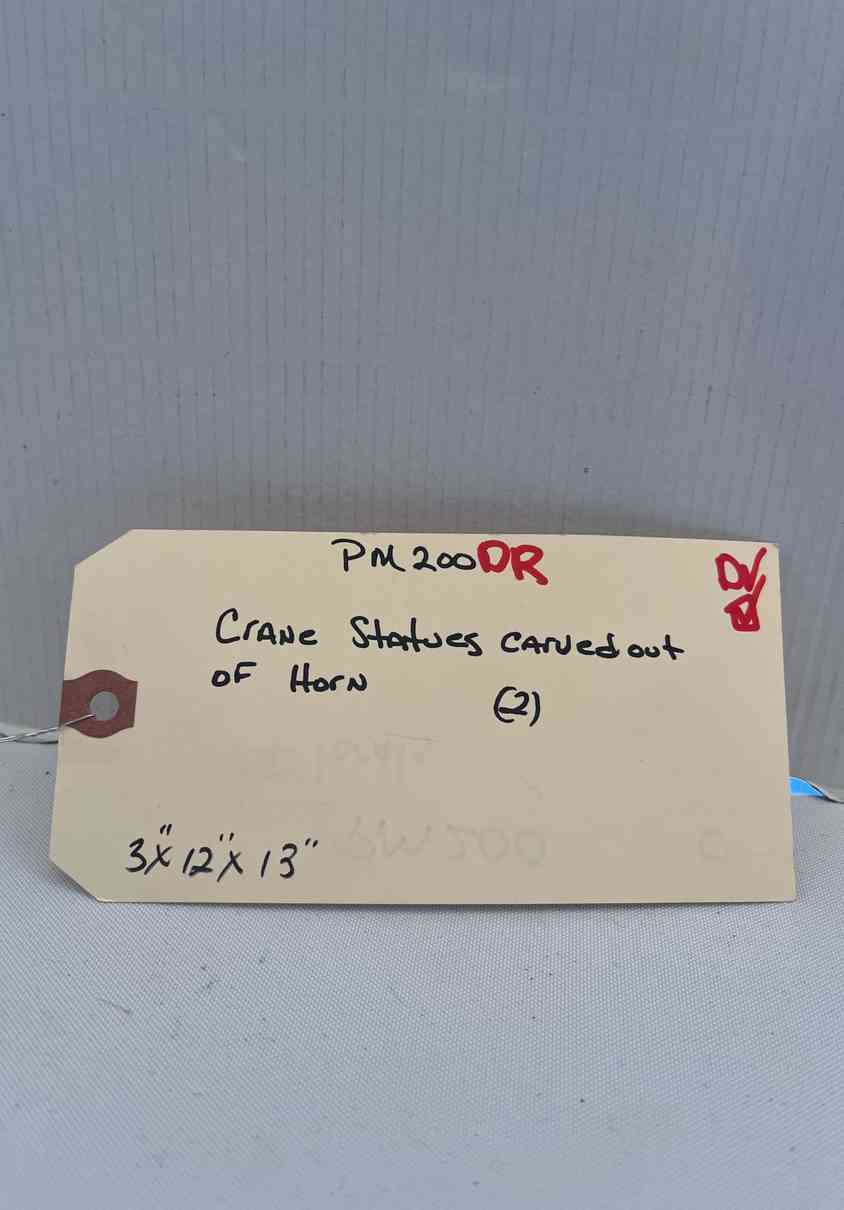 PM200DR
CRANE Statues CARVED out
OF HorN
(2)
3"X 12"X 13"